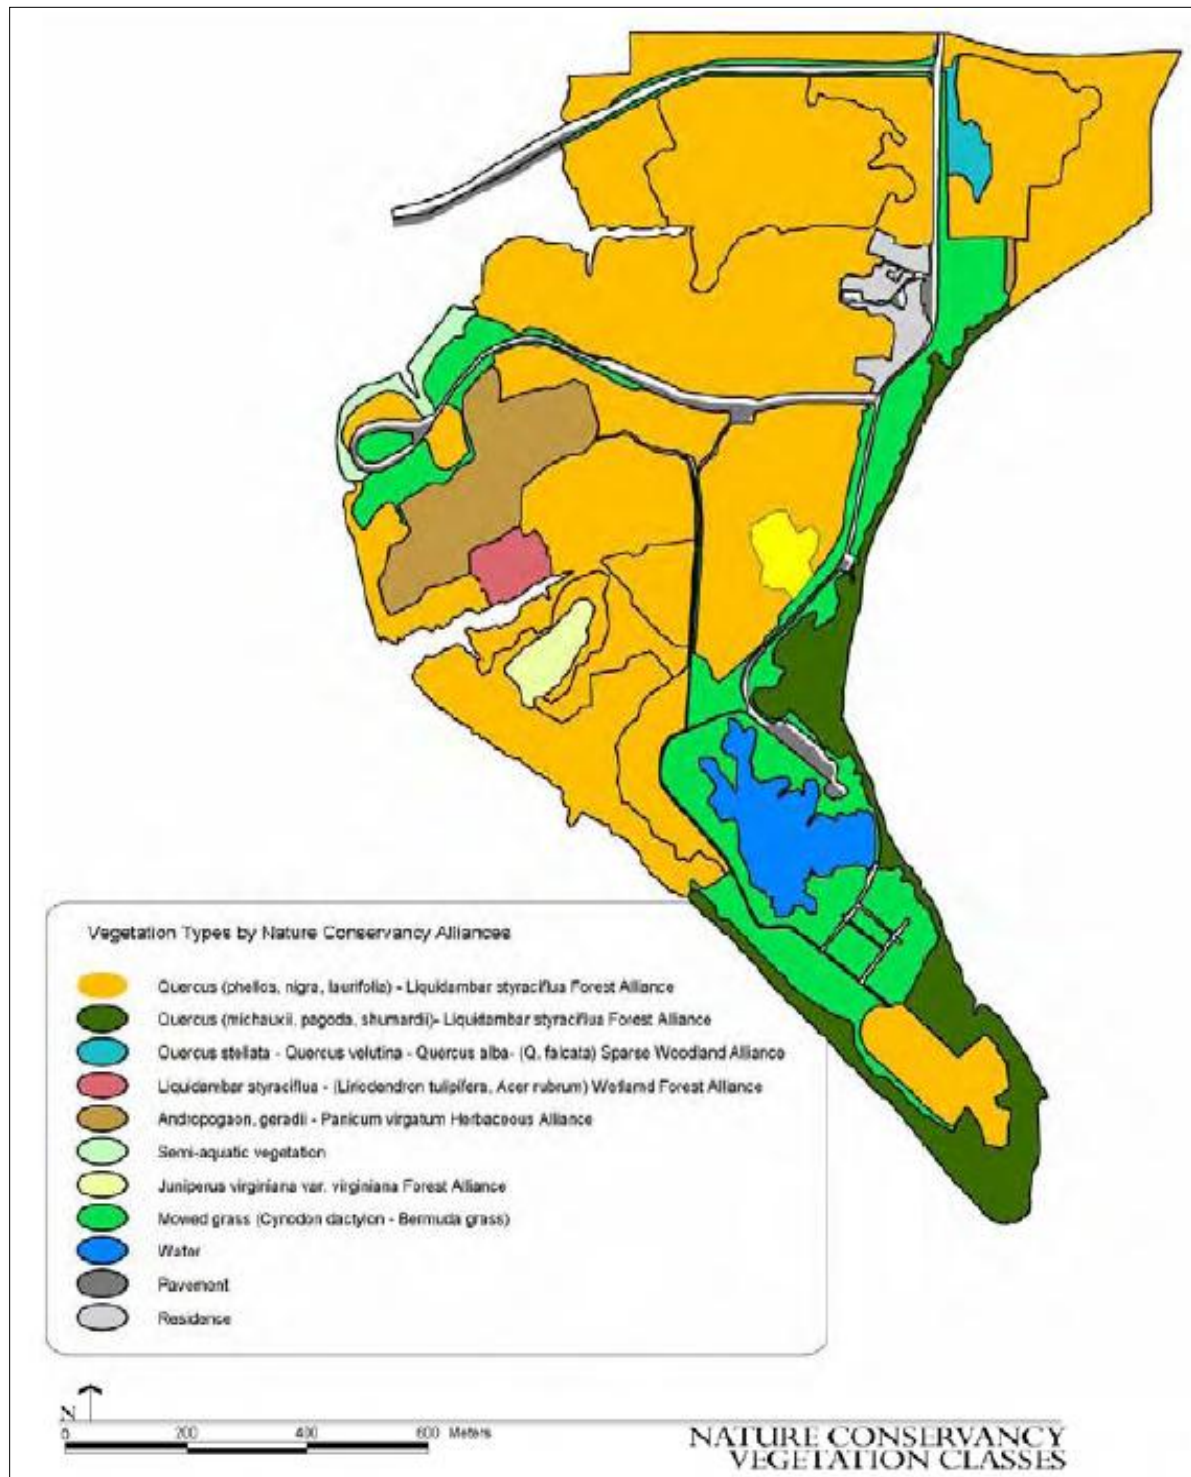 Vegetation Types by Nature Conservancy Alliances
Quercus (phellos, nigra, laurifolia) - Liquidambar styraciflua Forest Alliance
Quercus (michauxii, pagoda, shumardii)- Liquidambar styraciflua Forest Alliance
Quercus stellata - Quercus velutina - Quercus alba- (Q. falcata) Sparse Woodland Alliance
Liquidambar styraciflua - (Liriodendron tulipifera, Acer rubrum) Wetlamd Forest Alliance
Andropogaon, geradii - Panicum virgatum Herbaceous Alliance
Semi-aquatic vegetation
Juniperus virginiana var. virginiana Forest Alliance
Mowed grass (Cynodon dactylon - Bermuda grass)
Water
Pavement
Residence
N
0 200 400 600 Meters
NATURE CONSERVANCY
VEGETATION CLASSES